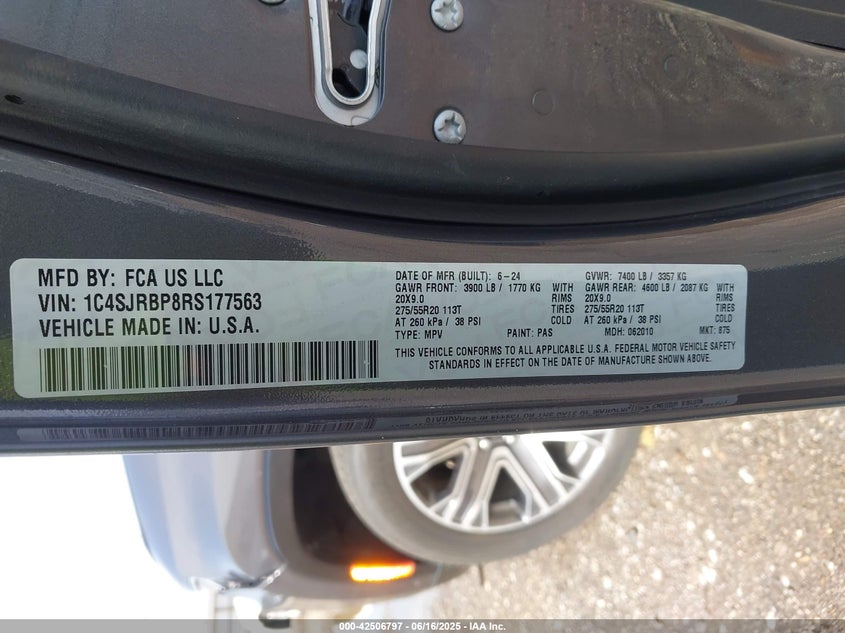 MFD BY: FCA US LLC
VIN: 1C4SJRBP8RS177563
VEHICLE MADE IN: U.S.A.
DATE OF MFR (BUILT): 6-24
GAWR FRONT: 3900 LB / 1770 KG WITH
20X9.0 RIMS
275/55R20 113T TIRES
AT 260 kPa / 38 PSI COLD
TYPE: MPV PAINT: PAS
GVWR: 7400 LB / 3357 KG
GAWR REAR: 4600 LB / 2087 KG WITH
20X9.0 RIMS
275/55R20 113T TIRES
AT 260 kPa / 38 PSI COLD
MDH: 062010 MKT: 875
THIS VEHICLE CONFORMS TO ALL APPLICABLE U.S.A. FEDERAL MOTOR VEHICLE SAFETY
STANDARDS IN EFFECT ON THE DATE OF MANUFACTURE SHOWN ABOVE.
000-42506797 - 06/16/2025 - IAA Inc.